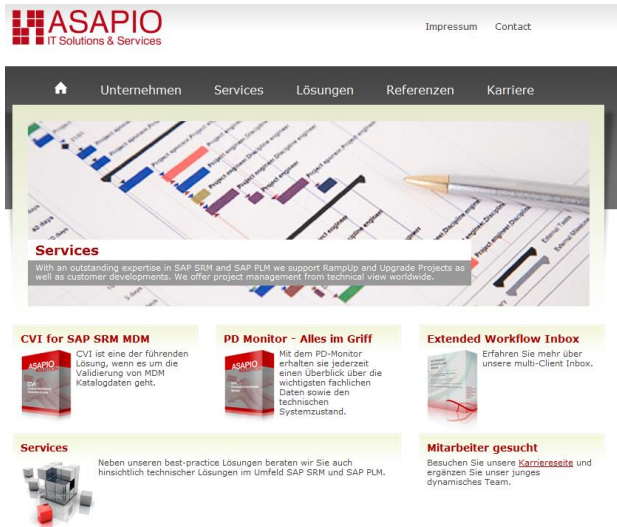 ASAPIO
IT Solutions & Services
Impressum Contact
Unternehmen Services Lösungen Referenzen Karriere
Services
With an outstanding expertise in SAP SRM and SAP PLM we support RampUp and Upgrade Projects as
well as customer developments. We offer project management from technical view worldwide.
CVI for SAP SRM MDM
CVI ist eine der führenden
Lösung, wenn es um die
Validierung von MDM
Katalogdaten geht.
ASAPIO
CVI
PD Monitor - Alles im Griff
Mit dem PD-Monitor
erhalten sie jederzeit
einen Überblick über die
wichtigsten fachlichen
Daten sowie den
technischen
Systemzustand.
ASAPIO
Extended Workflow Inbox
Erfahren Sie mehr über
unsere multi-Client Inbox.
Services
Neben unseren best-practice Lösungen beraten wir Sie auch
hinsichtlich technischer Lösungen im Umfeld SAP SRM und SAP PLM.
Mitarbeiter gesucht
Besuchen Sie unsere Karriereseite und
ergänzen Sie unser junges
dynamisches Team.